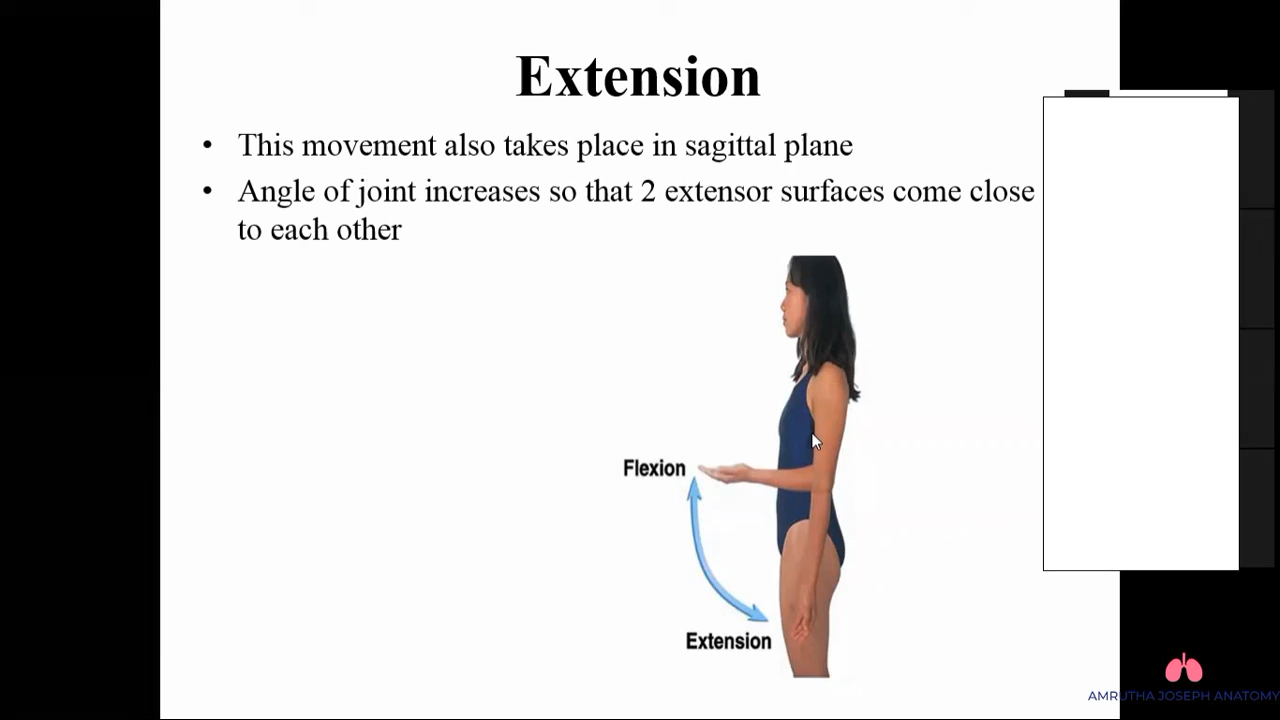 Extension
• This movement also takes place in sagittal plane
• Angle of joint increases so that 2 extensor surfaces come close
to each other
Flexion
Extension
AMRUTHA JOSEPH ANATOMY